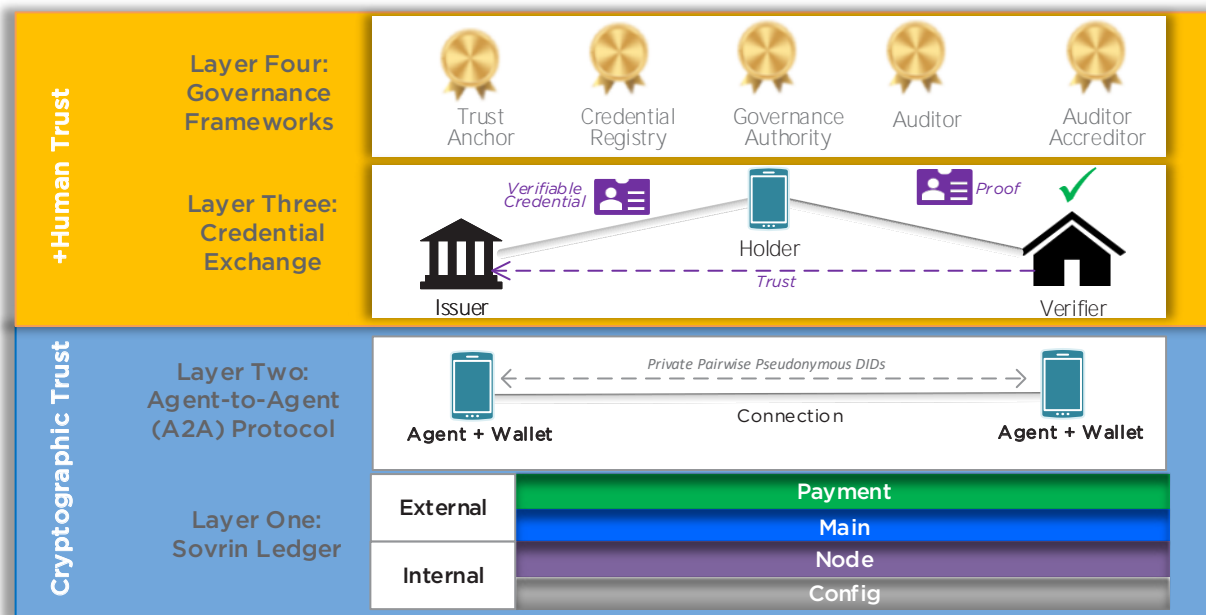 +Human Trust
Layer Four:
Governance
Frameworks
Trust
Anchor
Credential
Registry
Governance
Authority
Auditor
Auditor
Accreditor
Layer Three:
Credential
Exchange
Verifiable
Credential
Proof
Holder
Trust
Issuer
Verifier
Cryptographic Trust
Layer Two:
Agent-to-Agent
(A2A) Protocol
Private Pairwise Pseudonymous DIDs
Connection
Agent + Wallet
Agent + Wallet
Layer One:
Sovrin Ledger
External
Payment
Main
Internal
Node
Config